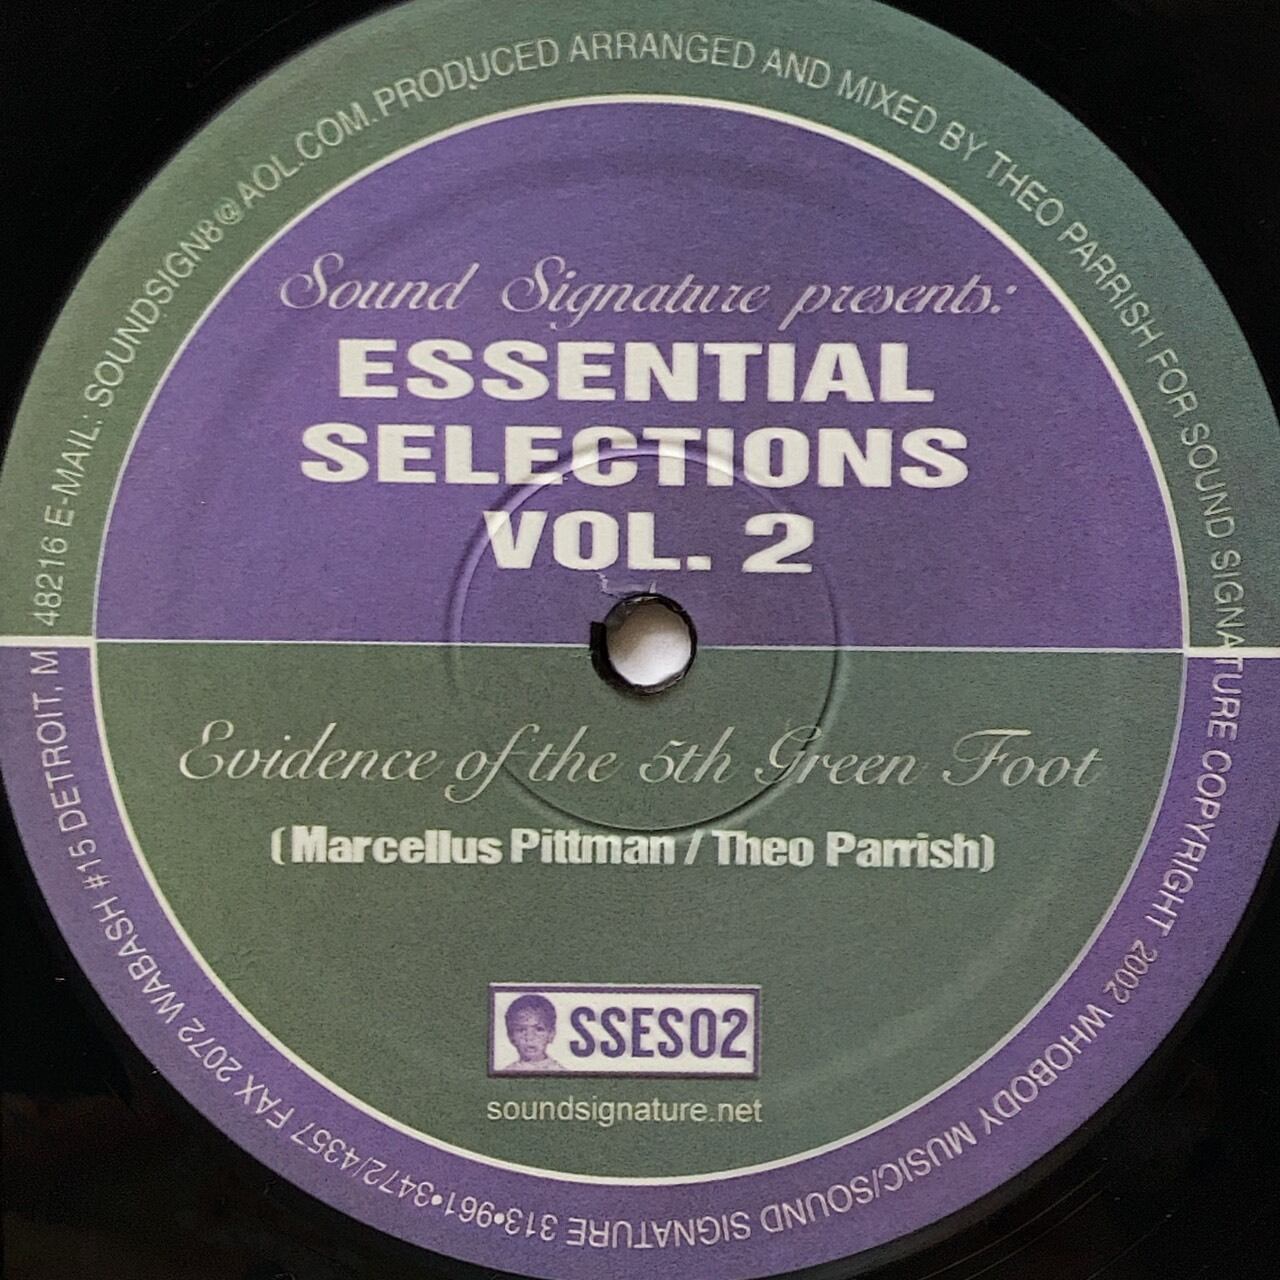 Sound Signature presents:
ESSENTIAL
SELECTIONS
VOL. 2
Evidence of the 5th Green Foot
(Marcellus Pittman / Theo Parrish)
SSES02
soundsignature.net
PRODUCED ARRANGED AND MIXED BY THEO PARRISH FOR SOUND SIGNATURE COPYRIGHT 2002 WHOBODY MUSIC/SOUND SIGNATURE 313•961•3472/4357 FAX 2072 WABASH #15 DETROIT, M 48216 E-MAIL: SOUNDSIGN8@AOL.COM.